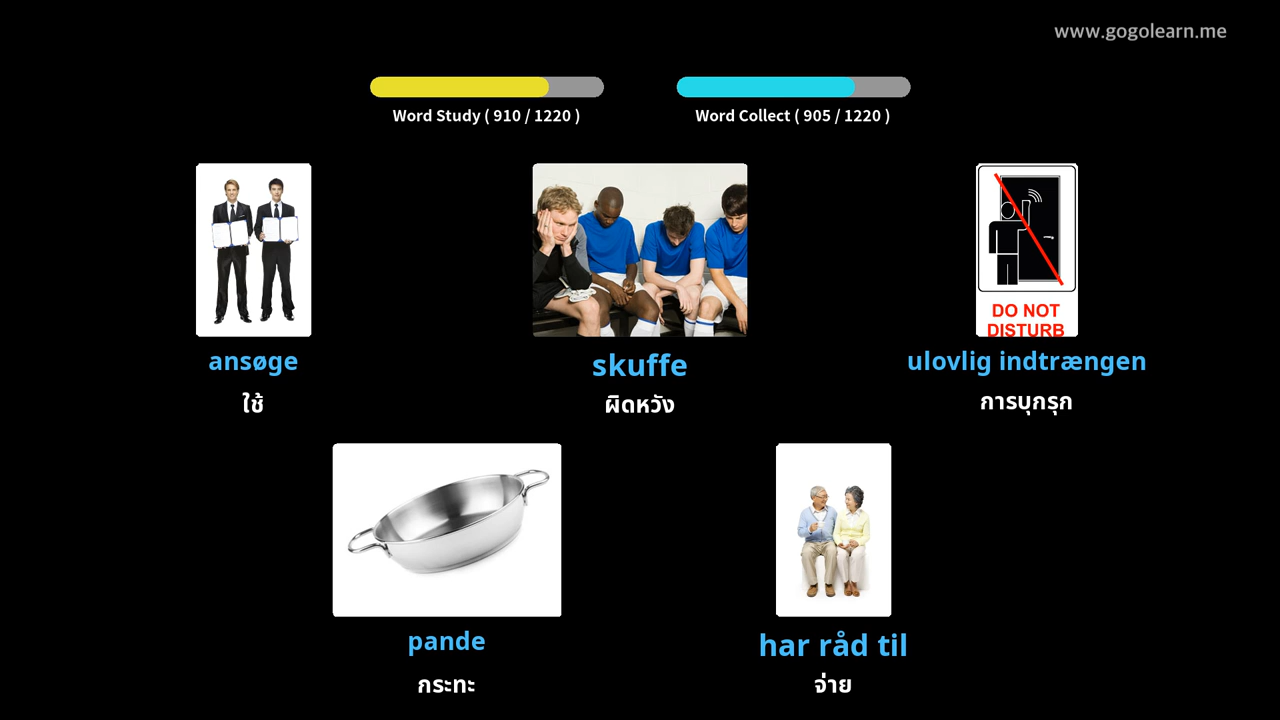 www.gogolearn.me
Word Study ( 910 / 1220 )
Word Collect ( 905 / 1220 )
DO NOT
DISTURB
ansøge
ใช้
skuffe
ผิดหวัง
ulovlig indtrængen
การบุกรุก
pande
กระทะ
har råd til
จ่าย